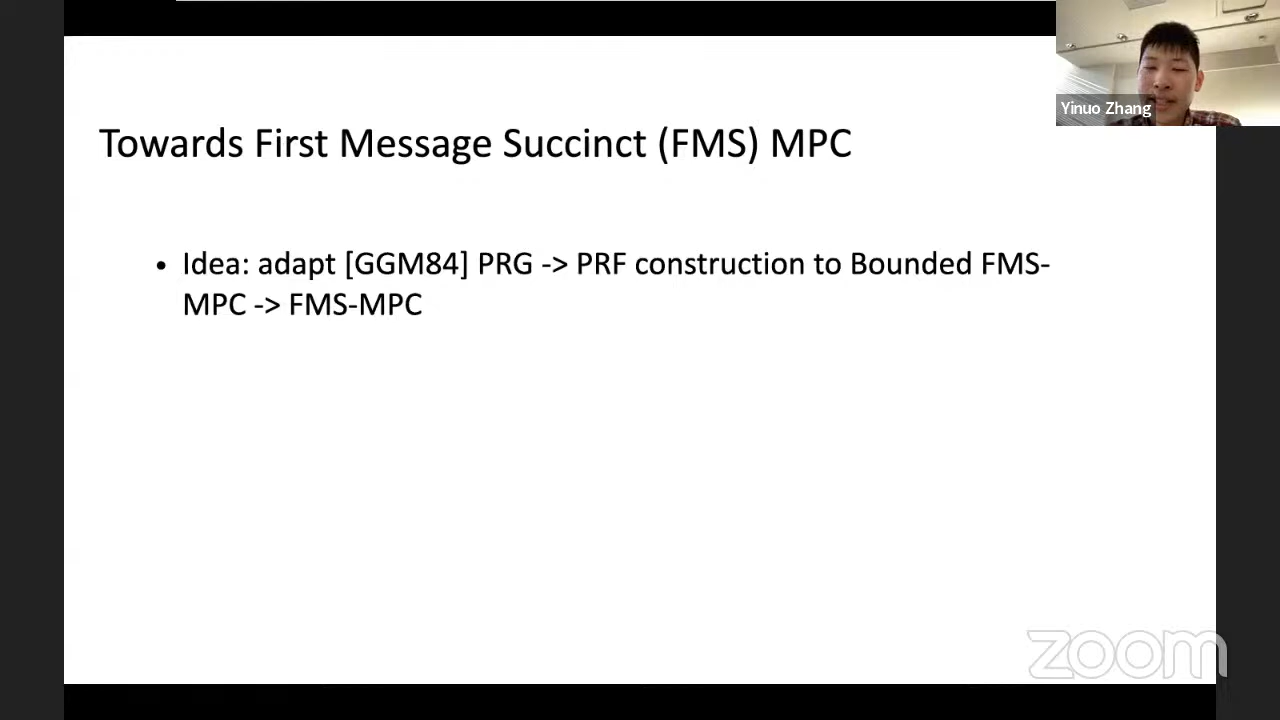 Yinuo Zhang
Towards First Message Succinct (FMS) MPC
• Idea: adapt [GGM84] PRG -> PRF construction to Bounded FMS-
MPC -> FMS-MPC
zoom